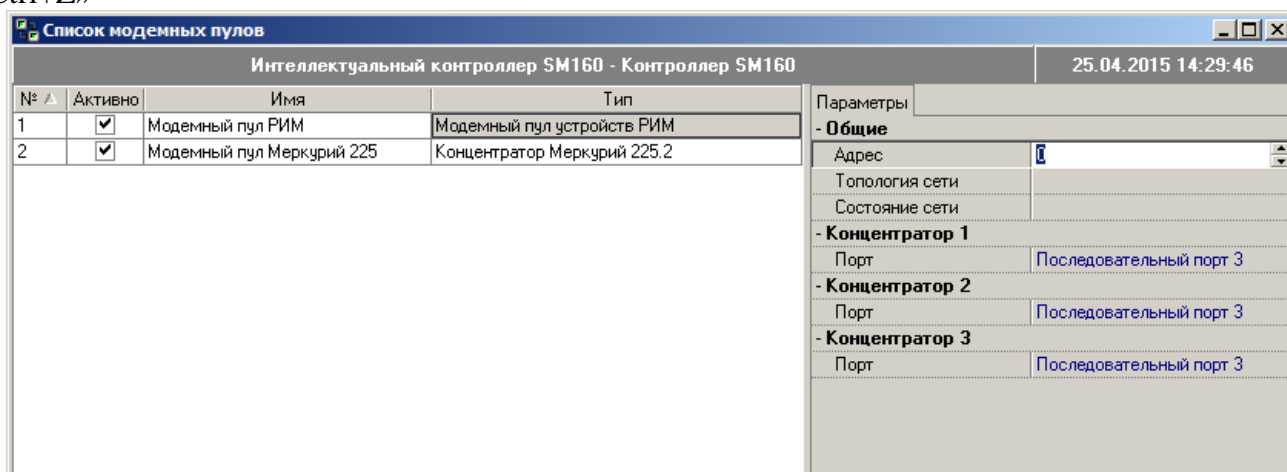 Ctrl+Z»
Список модемных пулов
Интеллектуальный контроллер SM160 - Контроллер SM160 25.04.2015 14:29:46
№ Активно Имя Тип
1 Модемный пул РИМ Модемный пул устройств РИМ
2 Модемный пул Меркурий 225 Концентратор Меркурий 225.2
Параметры
- Общие
Адрес 0
Топология сети
Состояние сети
- Концентратор 1
Порт Последовательный порт 3
- Концентратор 2
Порт Последовательный порт 3
- Концентратор 3
Порт Последовательный порт 3